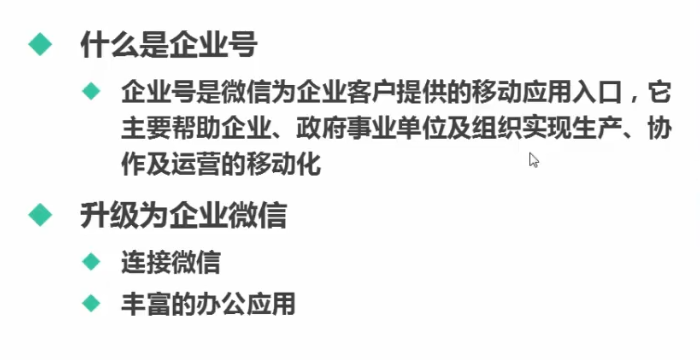 什么是企业号
企业号是微信为企业客户提供的移动应用入口，它
主要帮助企业、政府事业单位及组织实现生产、协
作及运营的移动化
升级为企业微信
连接微信
丰富的办公应用